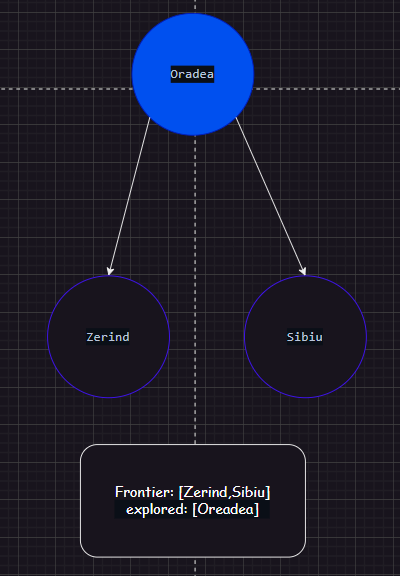 Oradea
Zerind
Sibiu
Frontier: [Zerind,Sibiu]
explored: [Oreadea]